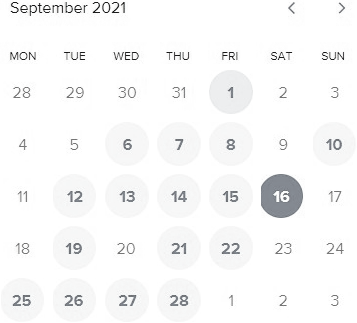 September 2021
MON TUE WED THU FRI SAT SUN
28 29 30 31 1 2 3
4 5 6 7 8 9 10
11 12 13 14 15 16 17
18 19 20 21 22 23 24
25 26 27 28 1 2 3